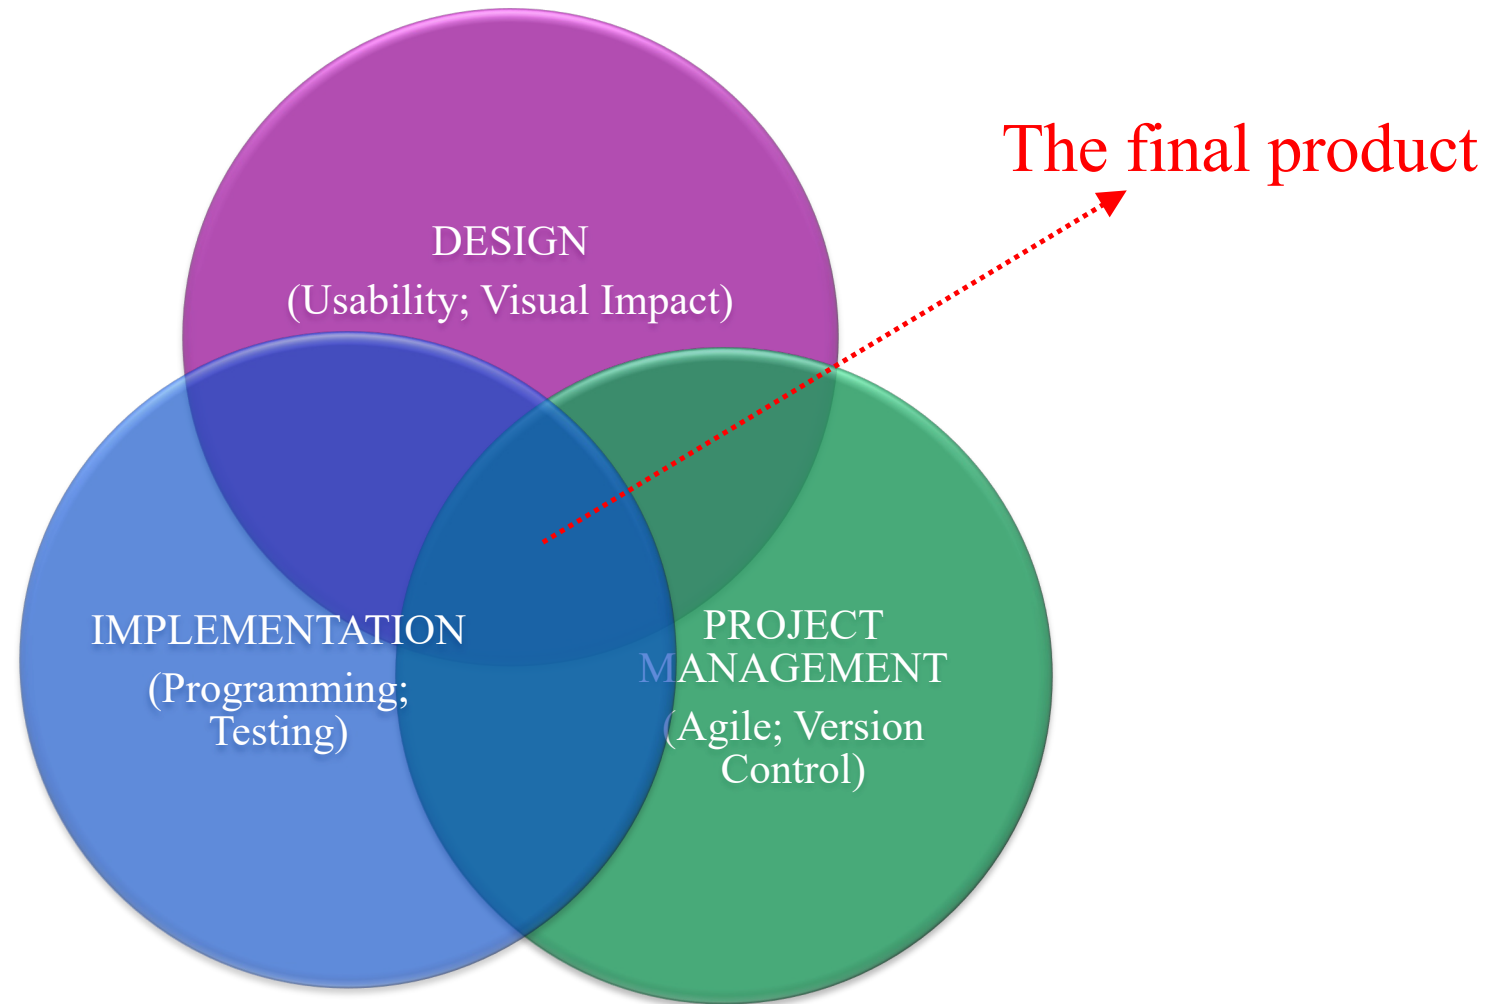 The final product
DESIGN
(Usability; Visual Impact)
IMPLEMENTATION
(Programming;
Testing)
PROJECT
MANAGEMENT
(Agile; Version
Control)